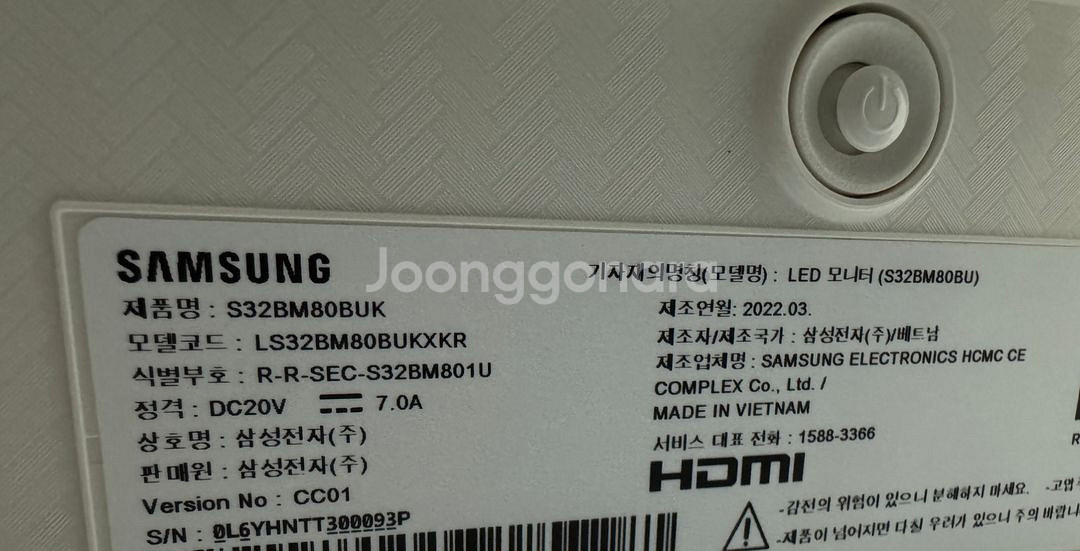 SAMSUNG
제품명 : S32BM80BUK
모델코드 : LS32BM80BUKXKR
식별부호 : R-R-SEC-S32BM801U
정격 : DC20V 7.0A
상호명 : 삼성전자(주)
판매원 : 삼성전자(주)
Version No : CC01
S/N : 0L6YHNTT300093P
Joonggonara
기자재의명칭(모델명) : LED 모니터 (S32BM80BU)
제조연월: 2022.03.
제조자/제조국가 : 삼성전자(주)/베트남
제조업체명 : SAMSUNG ELECTRONICS HCMC CE
COMPLEX Co., Ltd. /
MADE IN VIETNAM
서비스 대표 전화 : 1588-3366
HDMI
-감전의 위험이 있으니 분해하지 마세요. -고압
-제품이 넘어지면 다칠 우려가 있으니 주의 바랍니